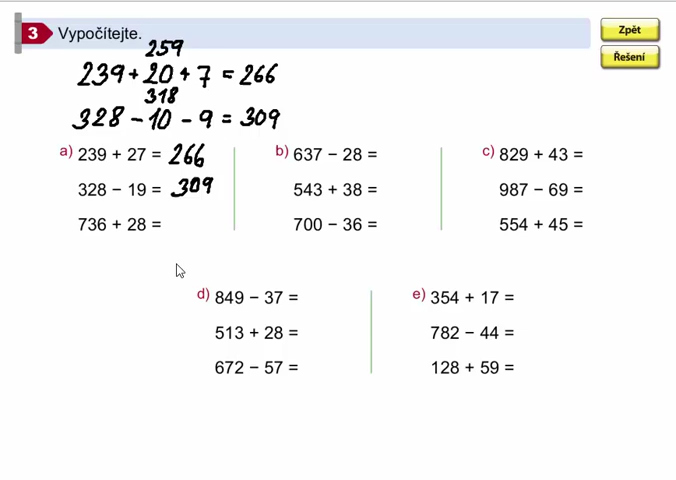 3 Vypočítejte.
Zpět
Řešení
259
239 + 20 + 7 = 266
318
328 - 10 - 9 = 309
a) 239 + 27 = 266
328 − 19 = 309
736 + 28 =
b) 637 − 28 =
543 + 38 =
700 − 36 =
c) 829 + 43 =
987 − 69 =
554 + 45 =
d) 849 − 37 =
513 + 28 =
672 − 57 =
e) 354 + 17 =
782 − 44 =
128 + 59 =